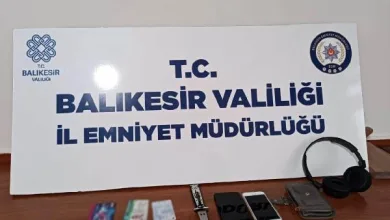 T.C.
BALIKESİR
VALİLİĞİ
T.C.
BALIKESİR VALİLİĞİ
İL EMNİYET MÜDÜRLÜĞÜ